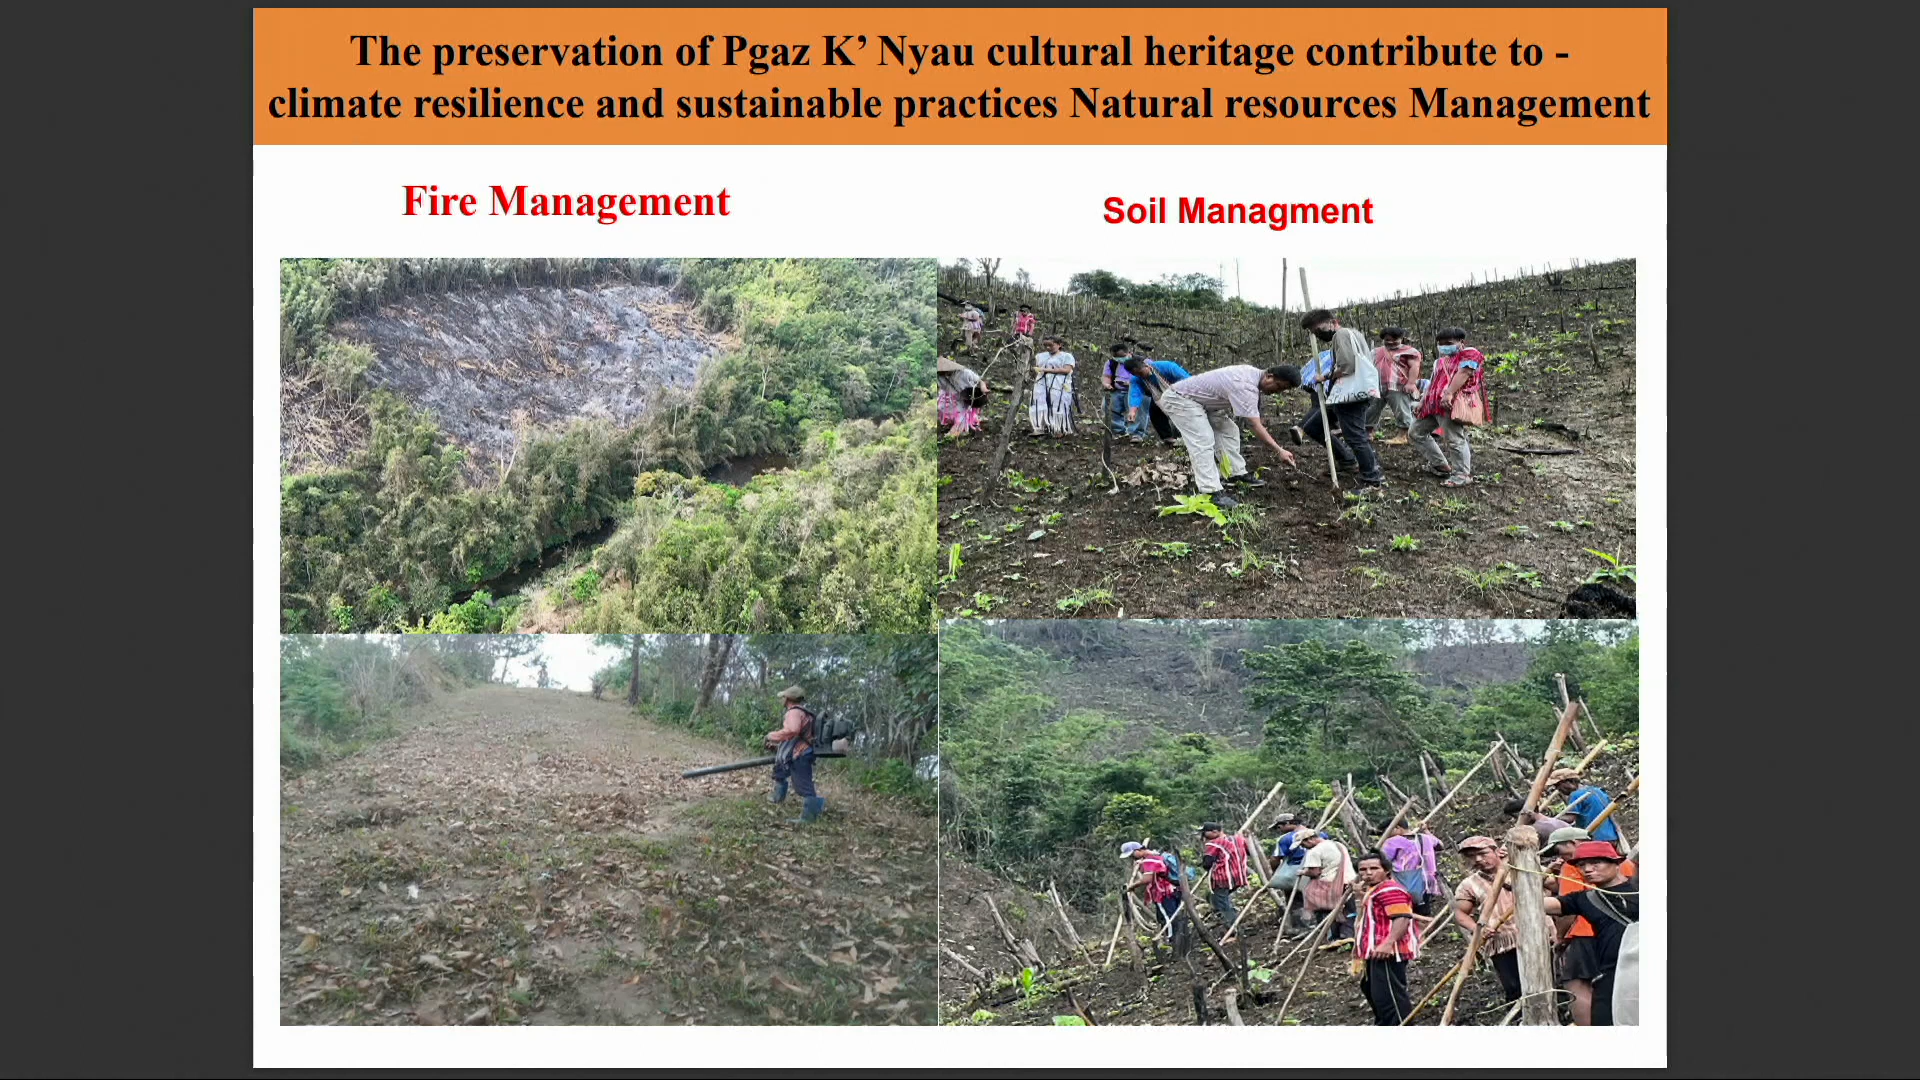 The preservation of Pgaz K’ Nyau cultural heritage contribute to -
climate resilience and sustainable practices Natural resources Management
Fire Management
Soil Managment